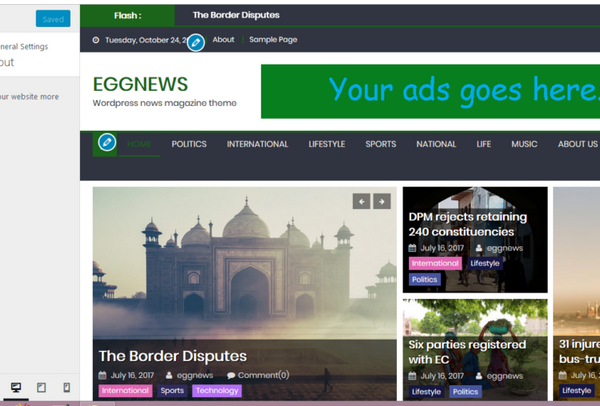 Saved
Flash :
The Border Disputes
Tuesday, October 24, 2
About
Sample Page
neral Settings
out
our website more
EGGNEWS
Wordpress news magazine theme
Your ads goes here.
HOME
POLITICS
INTERNATIONAL
LIFESTYLE
SPORTS
NATIONAL
LIFE
MUSIC
ABOUT US
The Border Disputes
July 16, 2017
eggnews
Comment(0)
International
Sports
Technology
DPM rejects retaining
240 constituencies
July 16, 2017
eggnews
International
Lifestyle
Politics
Six parties registered
with EC
July 16, 2017
eggnews
Lifestyle
Politics
31 injure
bus-tru
July 16, 2
Lifestyle